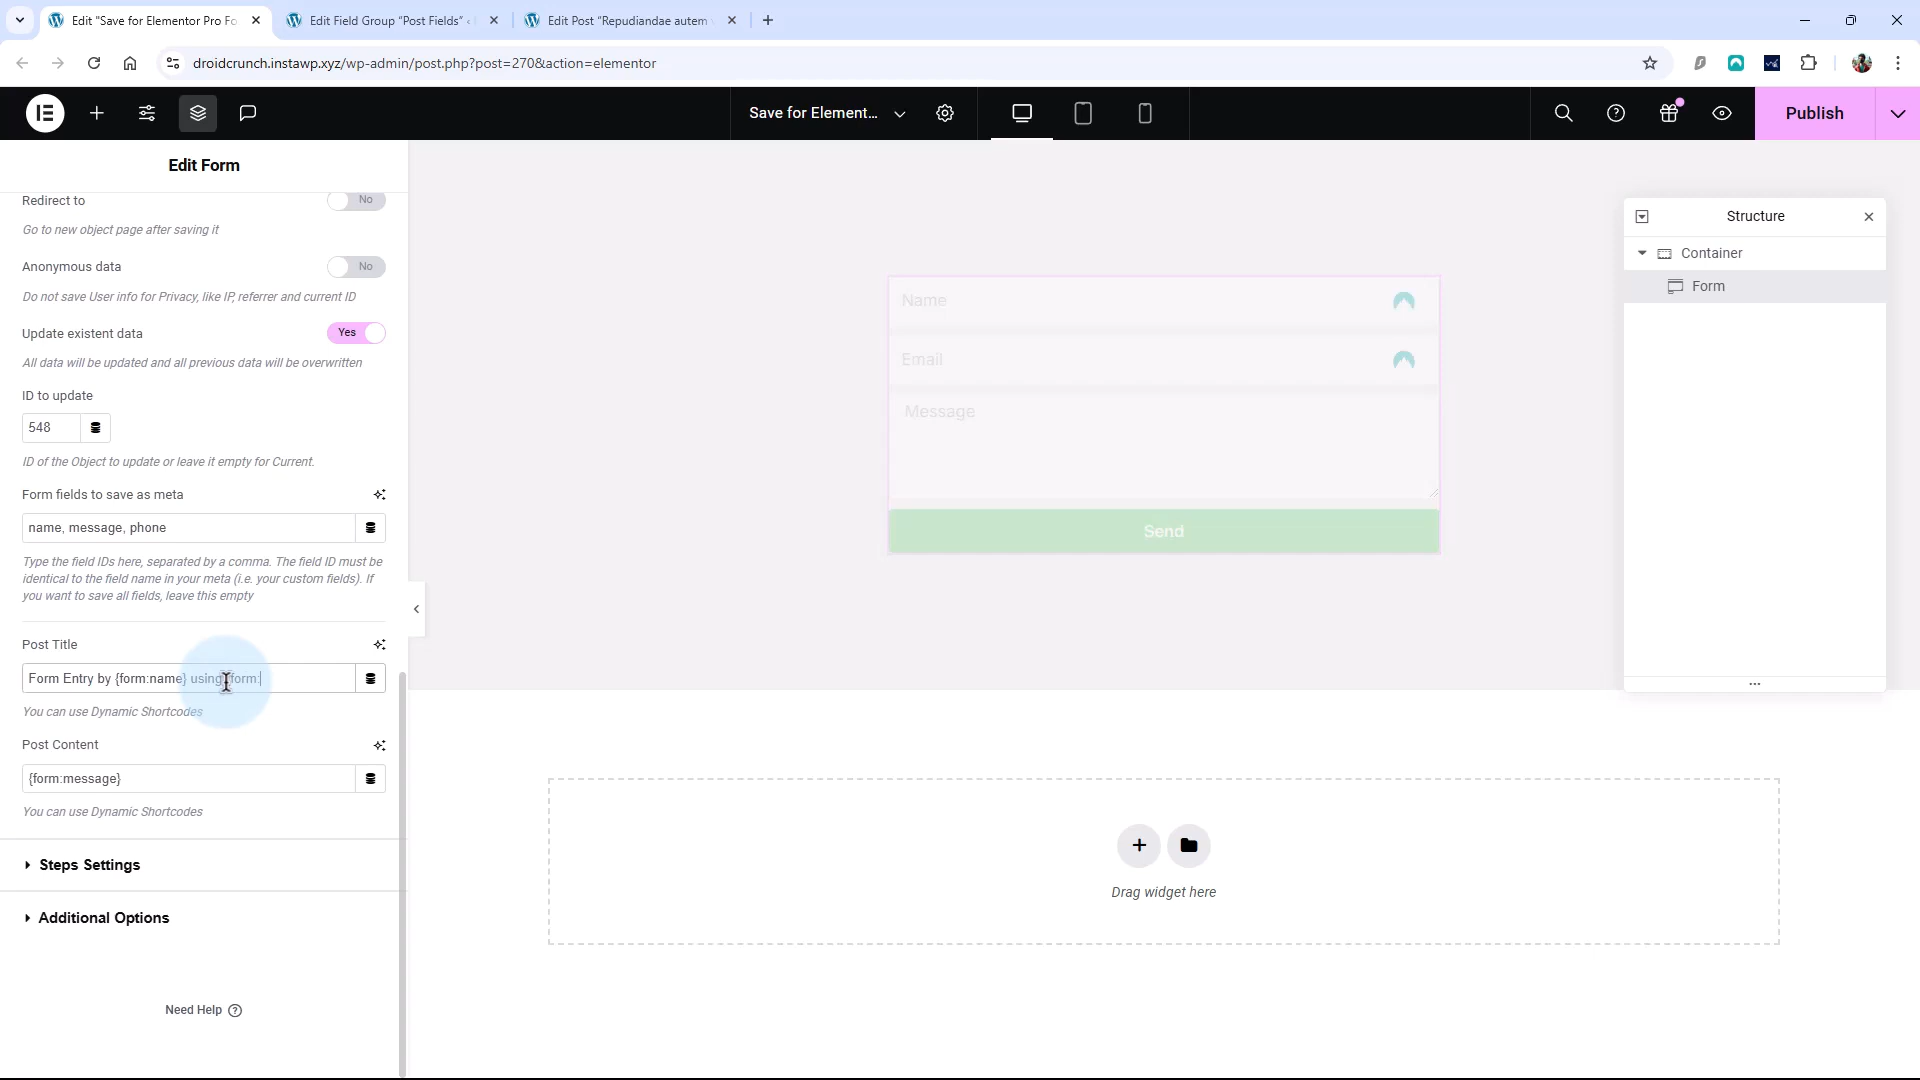 Edit "Save for Elementor Pro Fo
Edit Field Group "Post Fields" ‹
Edit Post "Repudiandae autem
droidcrunch.instawp.xyz/wp-admin/post.php?post=270&action=elementor
Save for Element...
Publish
Edit Form
Redirect to
No
Go to new object page after saving it
Anonymous data
No
Do not save User info for Privacy, like IP, referrer and current ID
Update existent data
Yes
All data will be updated and all previous data will be overwritten
ID to update
548
ID of the Object to update or leave it empty for Current.
Form fields to save as meta
name, message, phone
Type the field IDs here, separated by a comma. The field ID must be
identical to the field name in your meta (i.e. your custom fields). If
you want to save all fields, leave this empty
Post Title
Form Entry by {form:name} using {form:
You can use Dynamic Shortcodes
Post Content
{form:message}
You can use Dynamic Shortcodes
Steps Settings
Additional Options
Need Help
Name
Email
Message
Send
Drag widget here
Structure
Container
Form